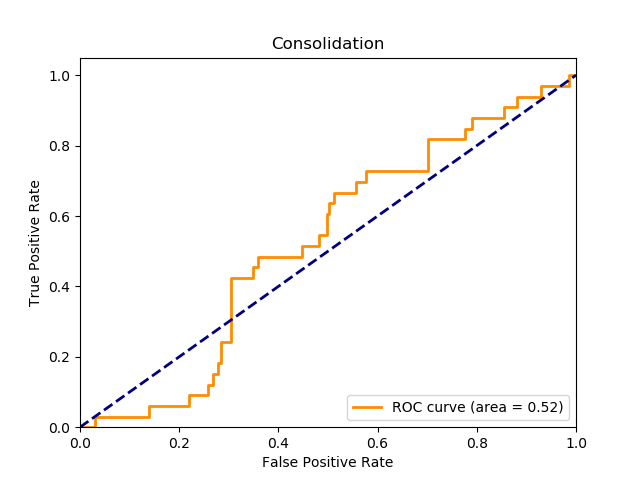 Consolidation
1.0
0.8
0.6
0.4
0.2
0.0
True Positive Rate
ROC curve (area = 0.52)
0.0 0.2 0.4 0.6 0.8 1.0
False Positive Rate